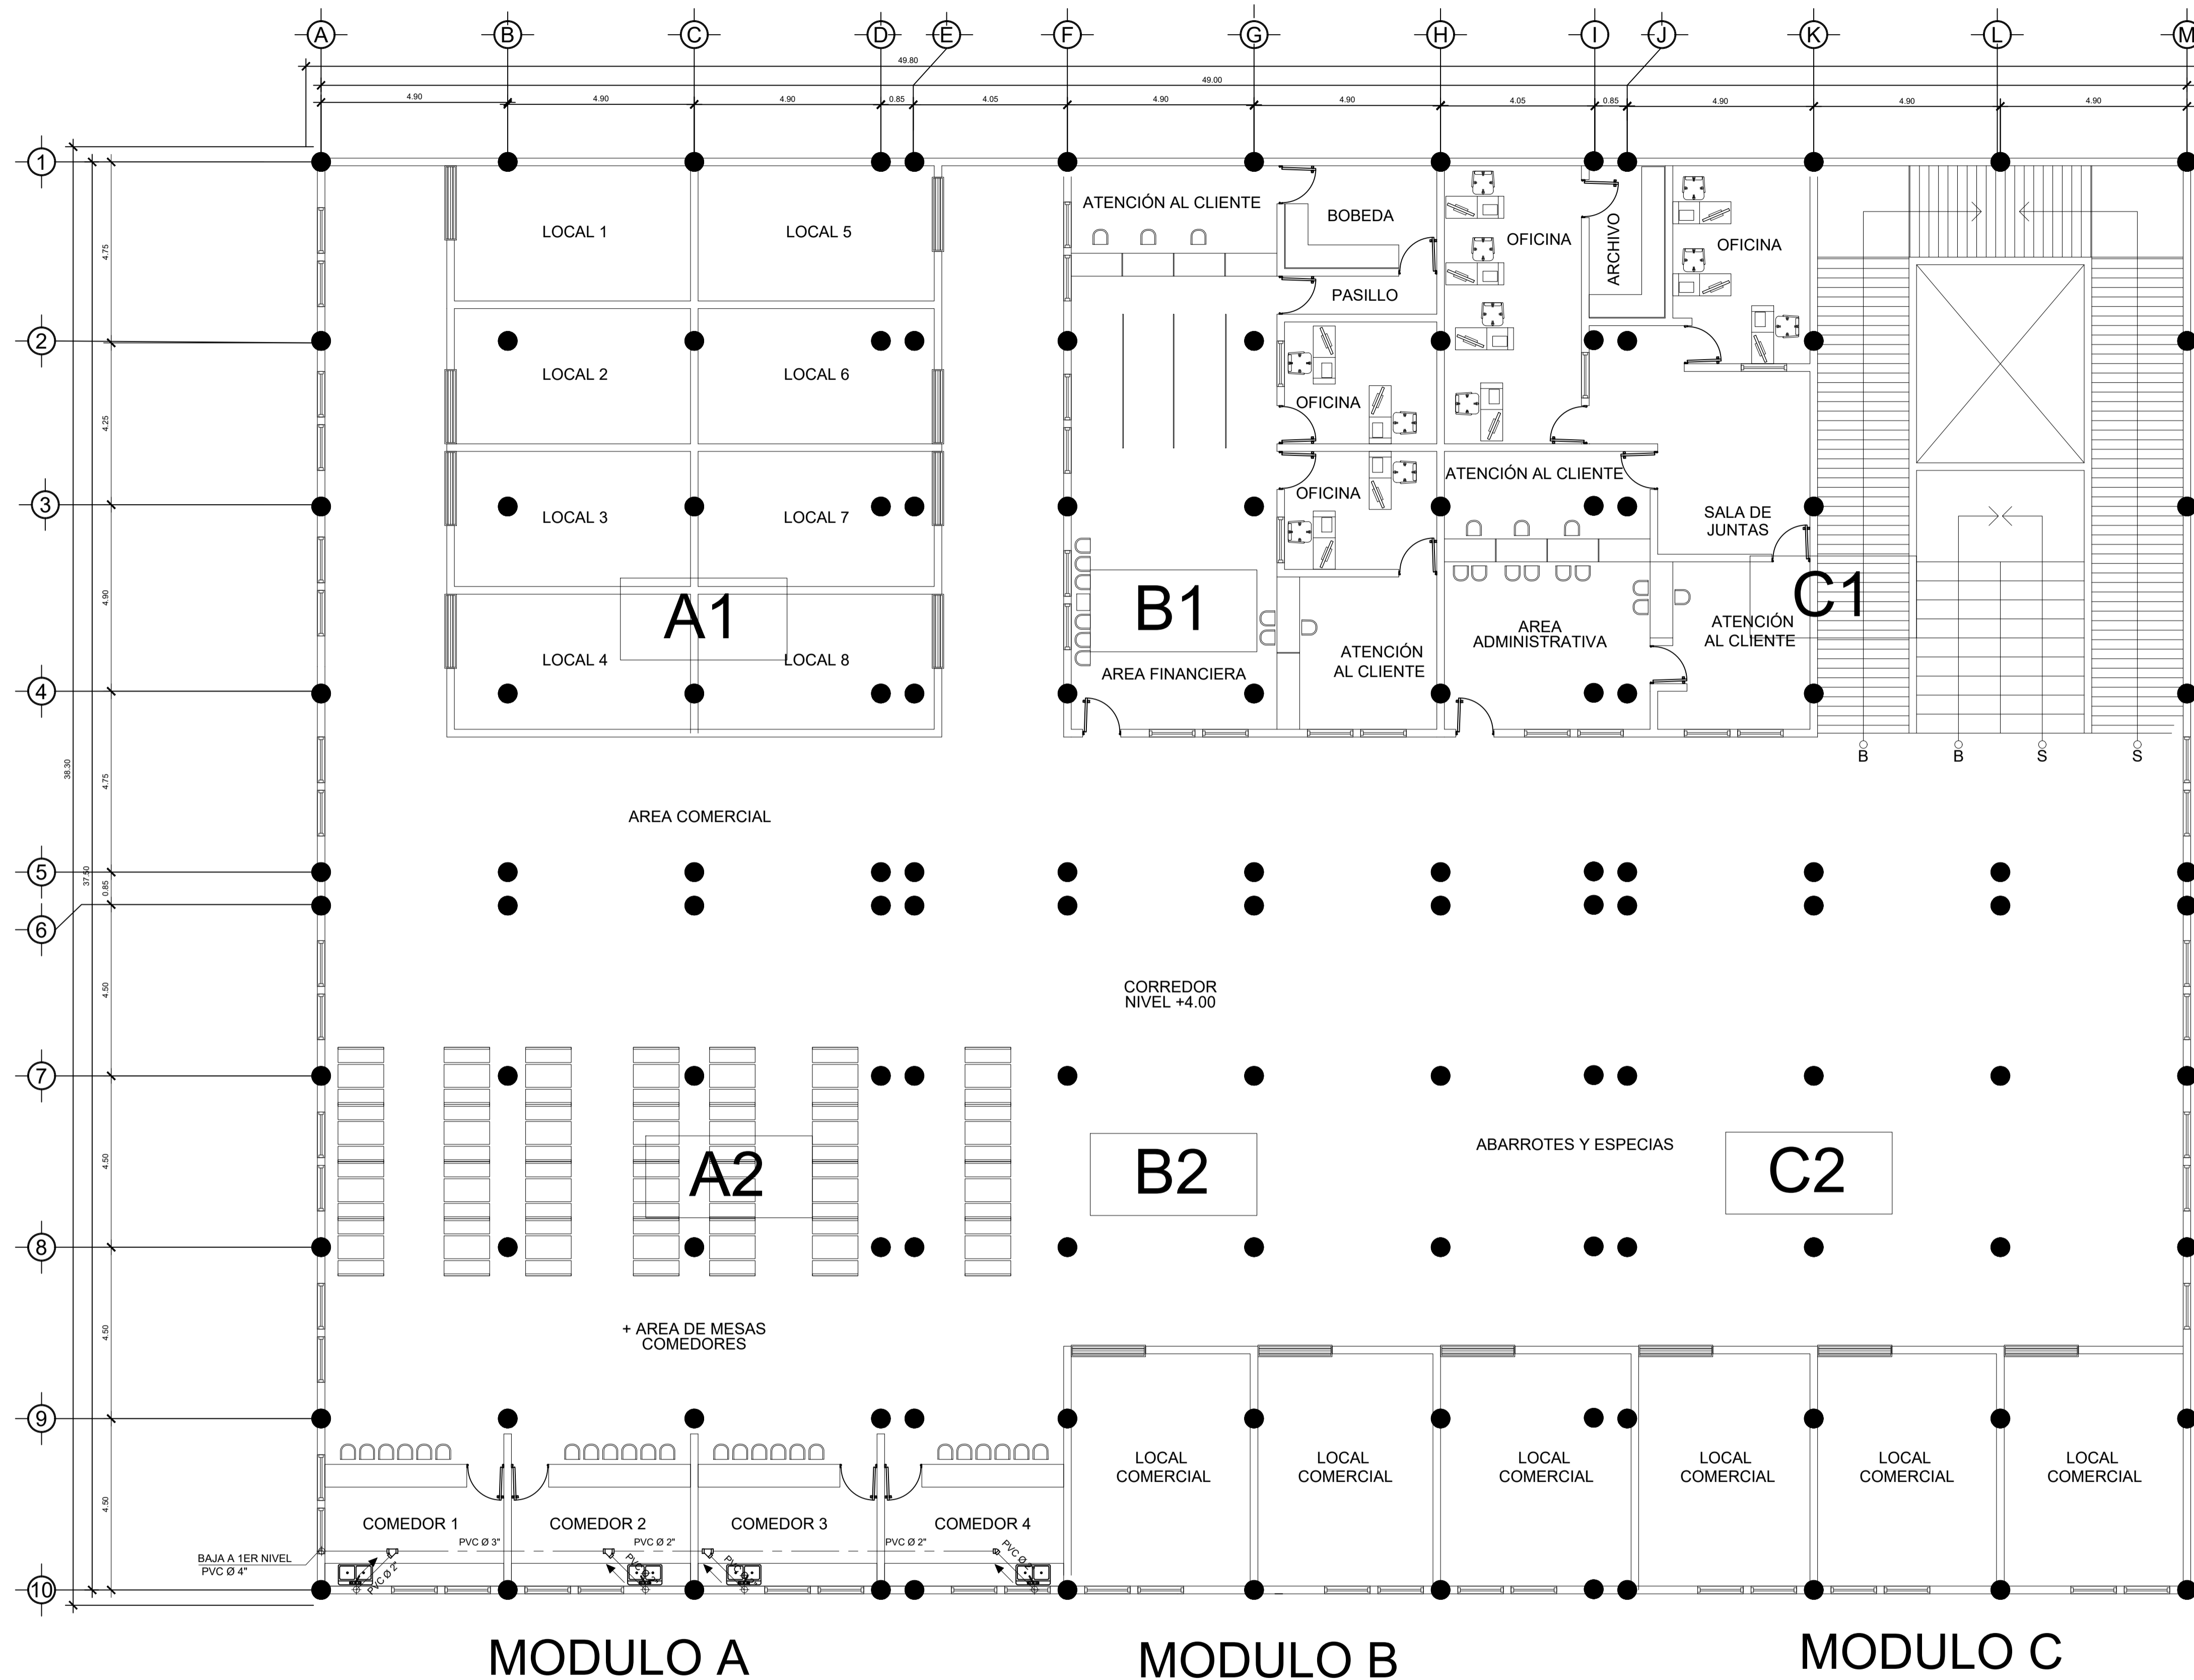 A
B
C
D
E
F
G
H
I
J
K
L
M
49.80
49.00
4.90
4.90
4.90
0.85
4.05
4.90
4.90
4.05
0.85
4.90
4.90
4.90
1
2
3
4
5
6
7
8
9
10
38.30
37.50
4.75
4.25
4.90
4.75
0.85
4.50
4.50
4.50
4.50
LOCAL 1
LOCAL 5
LOCAL 2
LOCAL 6
LOCAL 3
LOCAL 7
LOCAL 4
LOCAL 8
A1
ATENCIÓN AL CLIENTE
BOBEDA
PASILLO
OFICINA
OFICINA
B1
AREA FINANCIERA
ATENCIÓN
AL CLIENTE
OFICINA
ARCHIVO
OFICINA
ATENCIÓN AL CLIENTE
SALA DE
JUNTAS
AREA
ADMINISTRATIVA
ATENCIÓN
AL CLIENTE
C1
B
B
S
S
AREA COMERCIAL
CORREDOR
NIVEL +4.00
A2
B2
ABARROTES Y ESPECIAS
C2
+ AREA DE MESAS
COMEDORES
LOCAL
COMERCIAL
LOCAL
COMERCIAL
LOCAL
COMERCIAL
LOCAL
COMERCIAL
LOCAL
COMERCIAL
LOCAL
COMERCIAL
COMEDOR 1
COMEDOR 2
COMEDOR 3
COMEDOR 4
PVC Ø 3"
PVC Ø 2"
PVC Ø 2"
BAJA A 1ER NIVEL
PVC Ø 4"
PVC Ø 2"
MODULO A
MODULO B
MODULO C